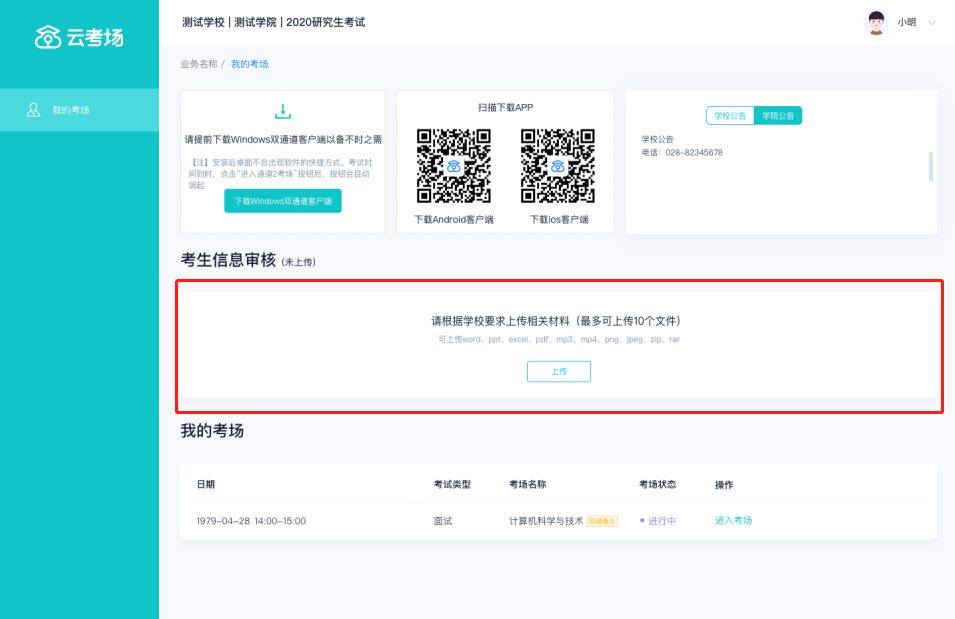 云考场
我的考场
测试学校 | 测试学院 | 2020研究生考试
小明
业务名称 / 我的考场
请提前下载Windows双通道客户端以备不时之需
【注】安装后桌面不会出现软件的快捷方式。考试时
间到时，点击“进入通道2考场”按钮后，按钮会自动
调起
下载Windows双通道客户端
扫描下载APP
下载Android客户端
下载ios客户端
学校公告
学院公告
学校公告
电话：028-82345678
考生信息审核 (未上传)
请根据学校要求上传相关材料（最多可上传10个文件）
可上传word、ppt、excel、pdf、mp3、mp4、png、jpeg、zip、rar
上传
我的考场
日期 考试类型 考场名称 考场状态 操作
1979-04-28 14:00-15:00 面试 计算机科学与技术 双摄像头 进行中 进入考场